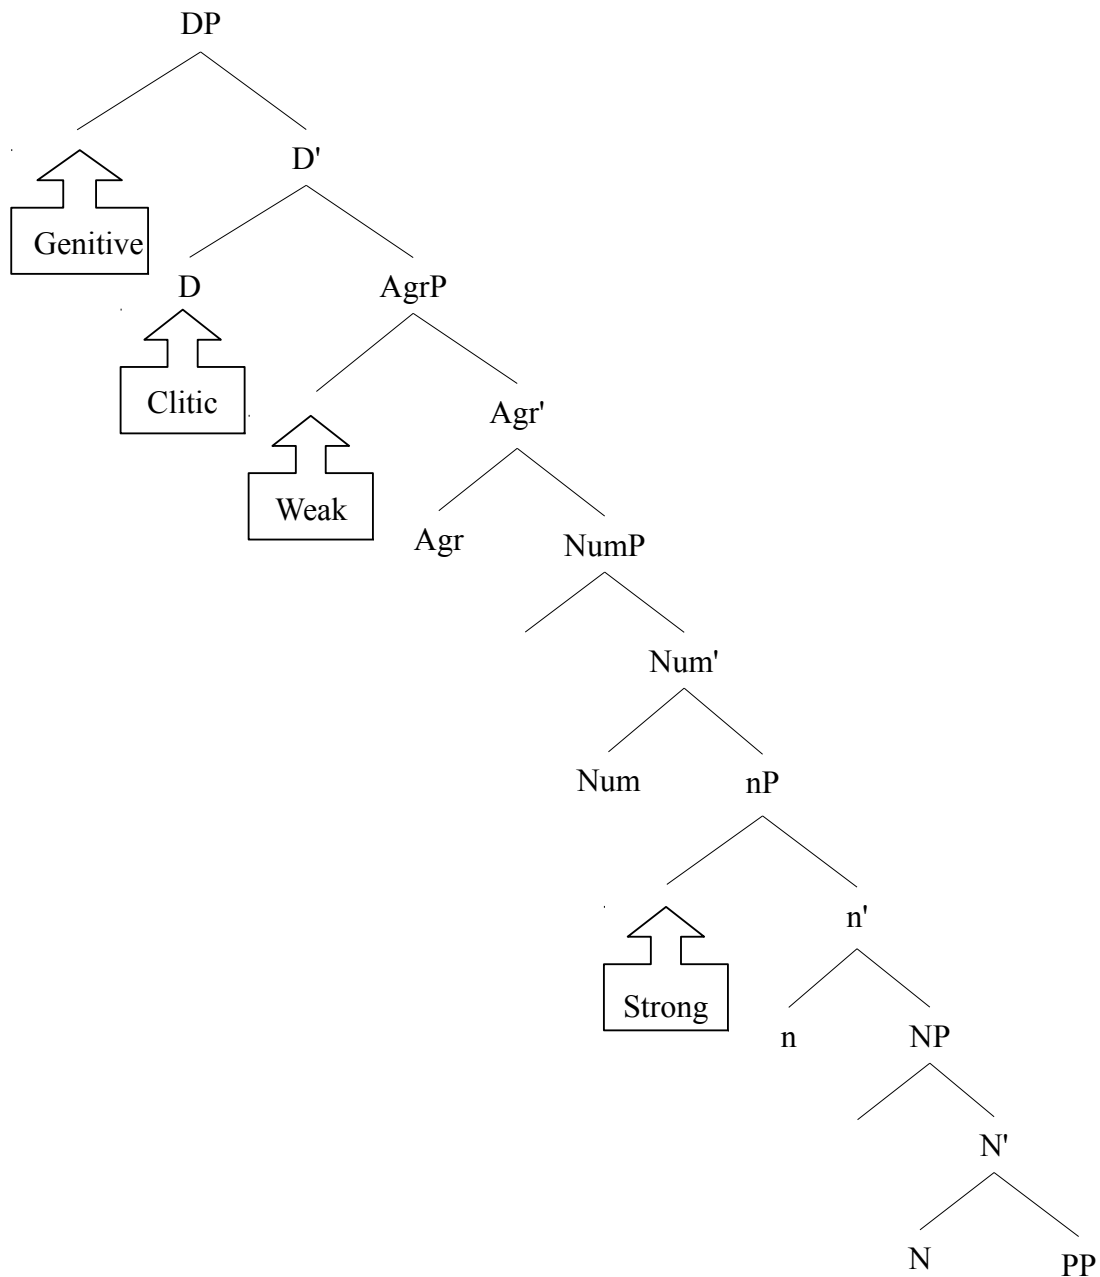 DP
D'
Genitive
D AgrP
Clitic
Agr'
Weak
Agr NumP
Num'
Num nP
n'
Strong
n NP
N'
N PP